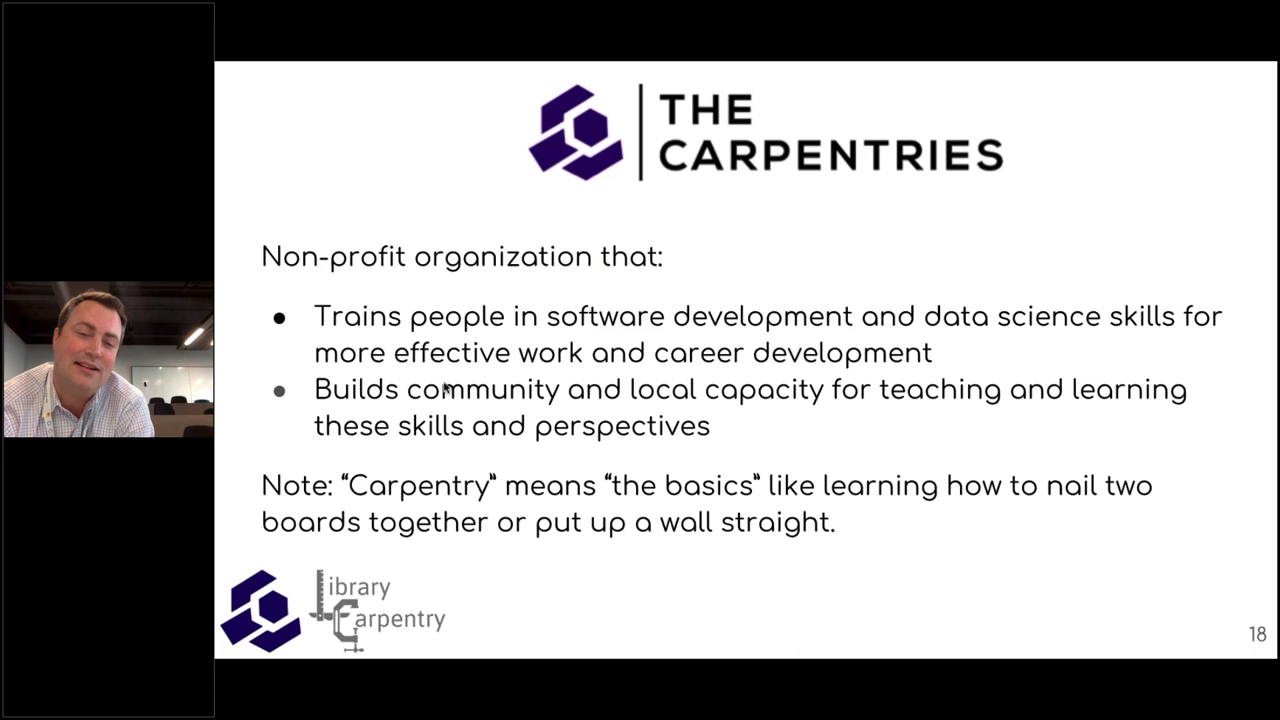 THE
CARPENTRIES
Non-profit organization that:
● Trains people in software development and data science skills for
more effective work and career development
● Builds community and local capacity for teaching and learning
these skills and perspectives
Note: “Carpentry” means “the basics” like learning how to nail two
boards together or put up a wall straight.
Library
Carpentry
18